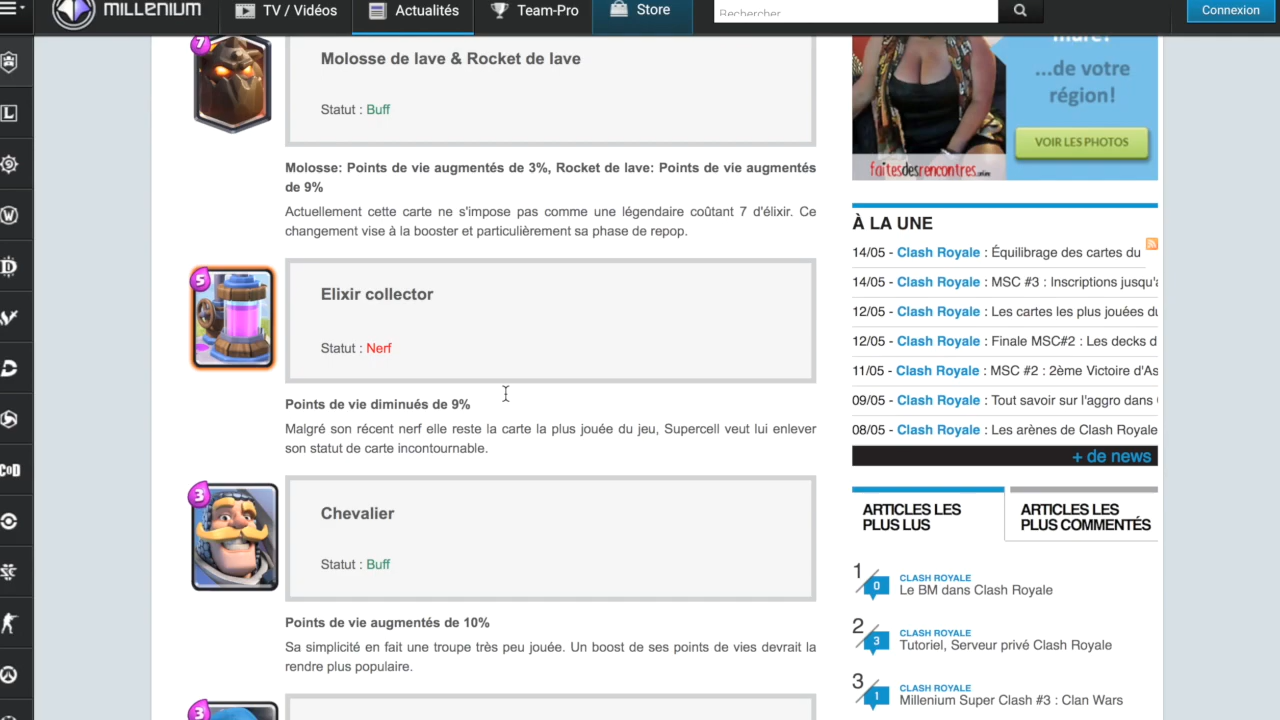 MILLENIUM
TV / Vidéos
Actualités
Team-Pro
Store
Rechercher
Connexion
7
Molosse de lave & Rocket de lave
Statut : Buff
Molosse: Points de vie augmentés de 3%, Rocket de lave: Points de vie augmentés
de 9%
Actuellement cette carte ne s'impose pas comme une légendaire coûtant 7 d'élixir. Ce
changement vise à la booster et particulièrement sa phase de repop.
5
Elixir collector
Statut : Nerf
Points de vie diminués de 9%
Malgré son récent nerf elle reste la carte la plus jouée du jeu, Supercell veut lui enlever
son statut de carte incontournable.
3
Chevalier
Statut : Buff
Points de vie augmentés de 10%
Sa simplicité en fait une troupe très peu jouée. Un boost de ses points de vies devrait la
rendre plus populaire.
3
...de votre
région!
VOIR LES PHOTOS
faitesdesrencontres
À LA UNE
14/05 - Clash Royale : Équilibrage des cartes du
14/05 - Clash Royale : MSC #3 : Inscriptions jusqu'
12/05 - Clash Royale : Les cartes les plus jouées
12/05 - Clash Royale : Finale MSC#2 : Les decks d
11/05 - Clash Royale : MSC #2 : 2ème Victoire d'As
09/05 - Clash Royale : Tout savoir sur l'aggro dans
08/05 - Clash Royale : Les arènes de Clash Royale
+ de news
ARTICLES LES
PLUS LUS
ARTICLES LES
PLUS COMMENTÉS
1
0
CLASH ROYALE
Le BM dans Clash Royale
2
3
CLASH ROYALE
Tutoriel, Serveur privé Clash Royale
3
1
CLASH ROYALE
Millenium Super Clash #3 : Clan Wars